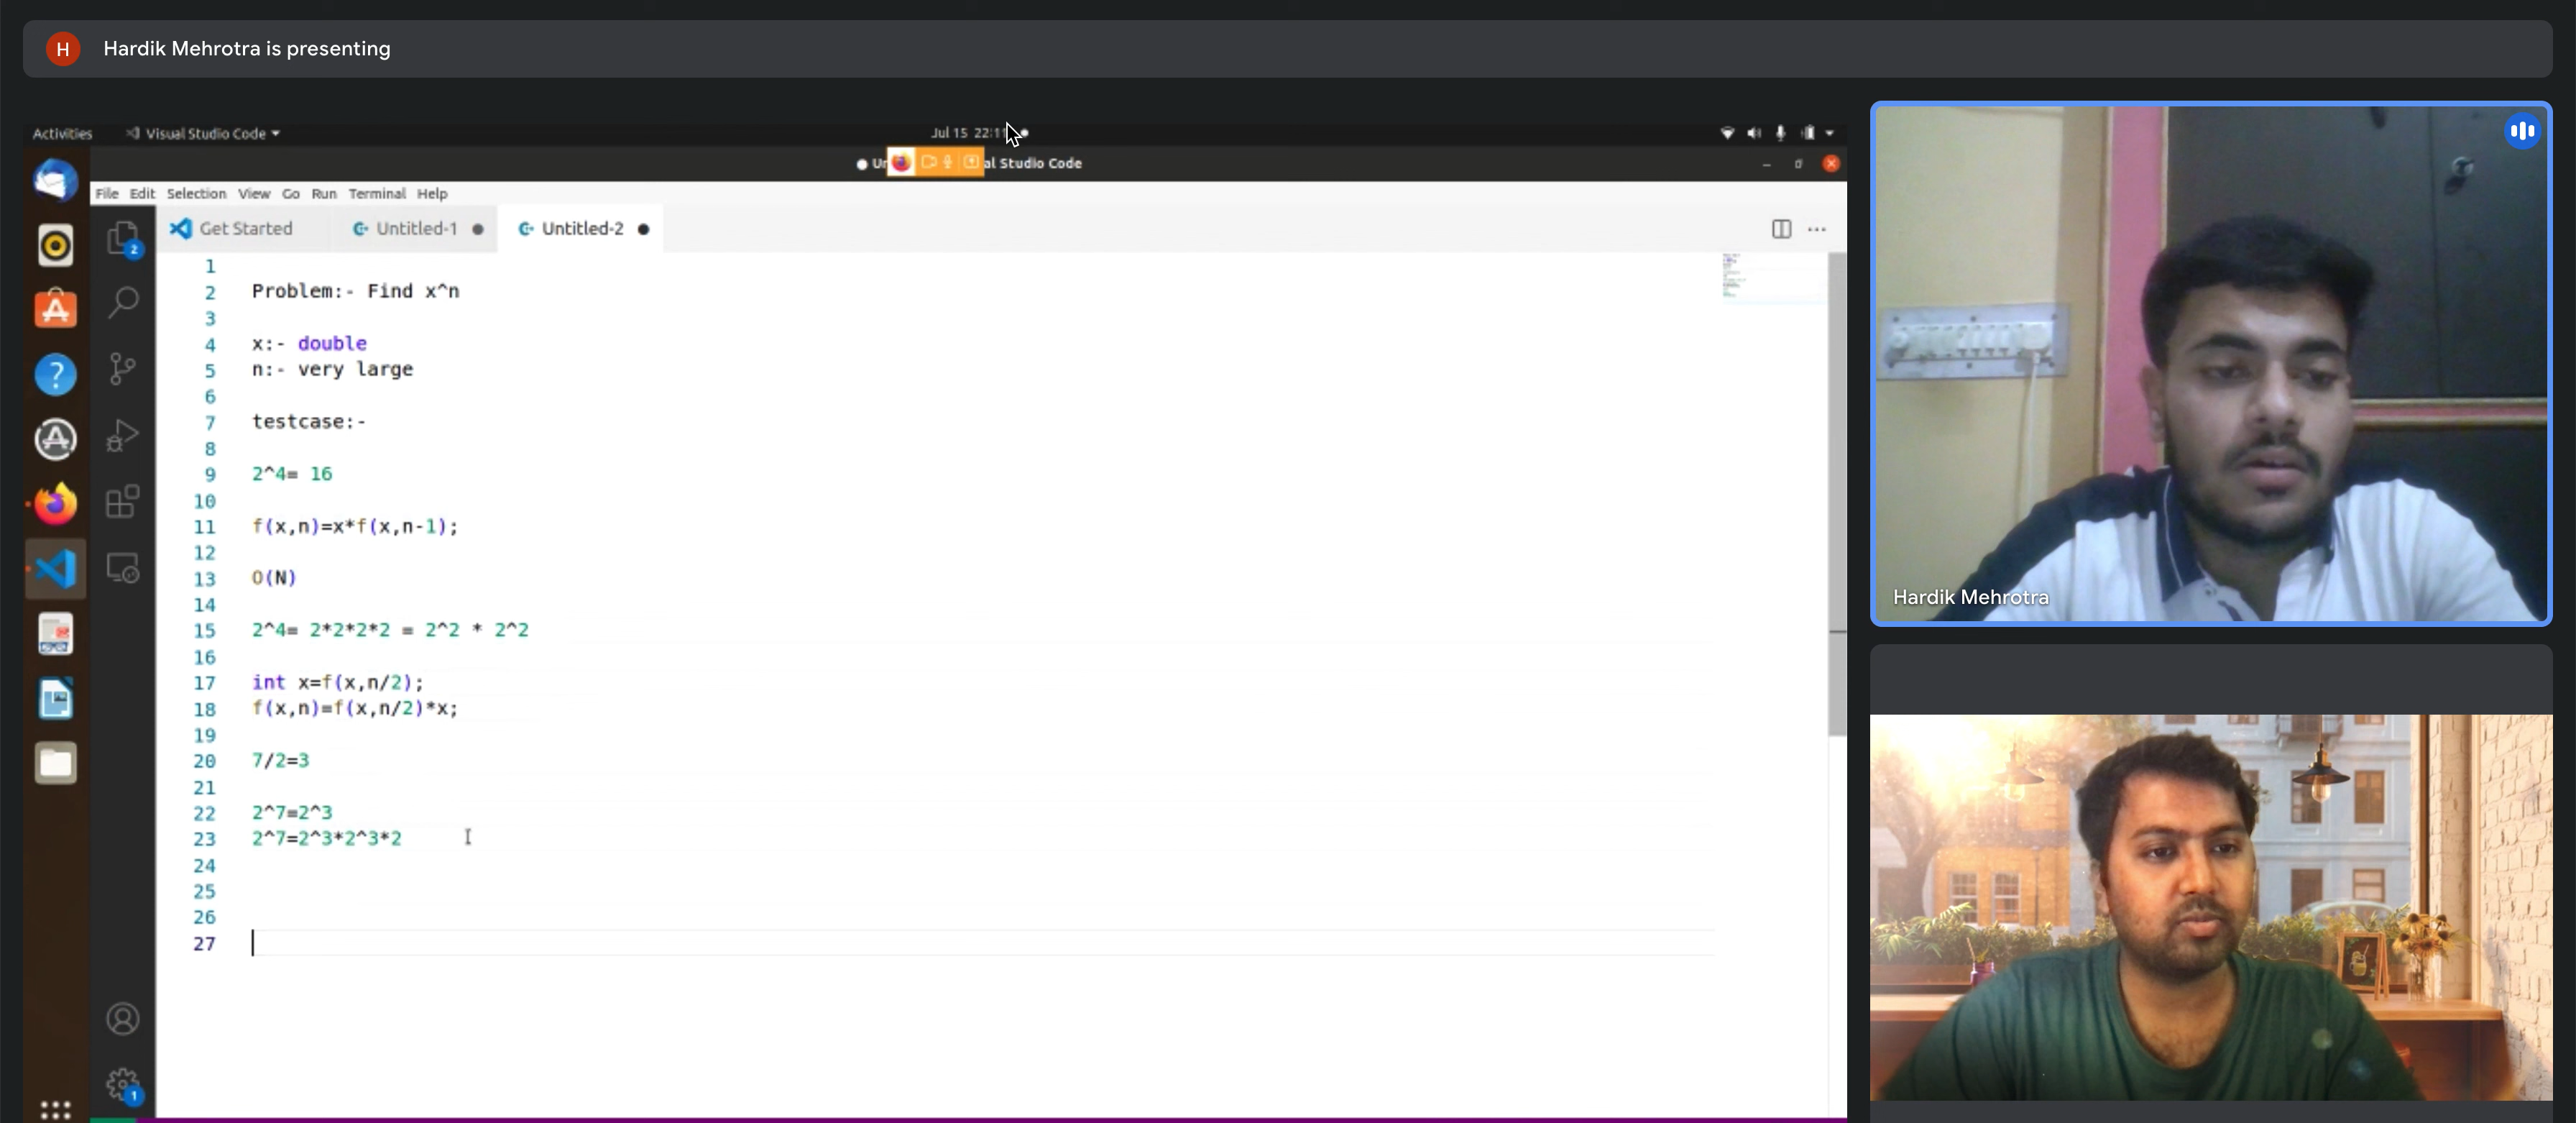 H Hardik Mehrotra is presenting
Activities Visual Studio Code Jul 15 22:11
al Studio Code
File Edit Selection View Go Run Terminal Help
Get Started Untitled-1 Untitled-2
2
1
2 Problem:- Find x^n
3
4 x:- double
5 n:- very large
6
7 testcase:-
8
9 2^4= 16
10
11 f(x,n)=x*f(x,n-1);
12
13 O(N)
14
15 2^4= 2*2*2*2 = 2^2 * 2^2
16
17 int x=f(x,n/2);
18 f(x,n)=f(x,n/2)*x;
19
20 7/2=3
21
22 2^7=2^3
23 2^7=2^3*2^3*2
24
25
26
27
1
Hardik Mehrotra